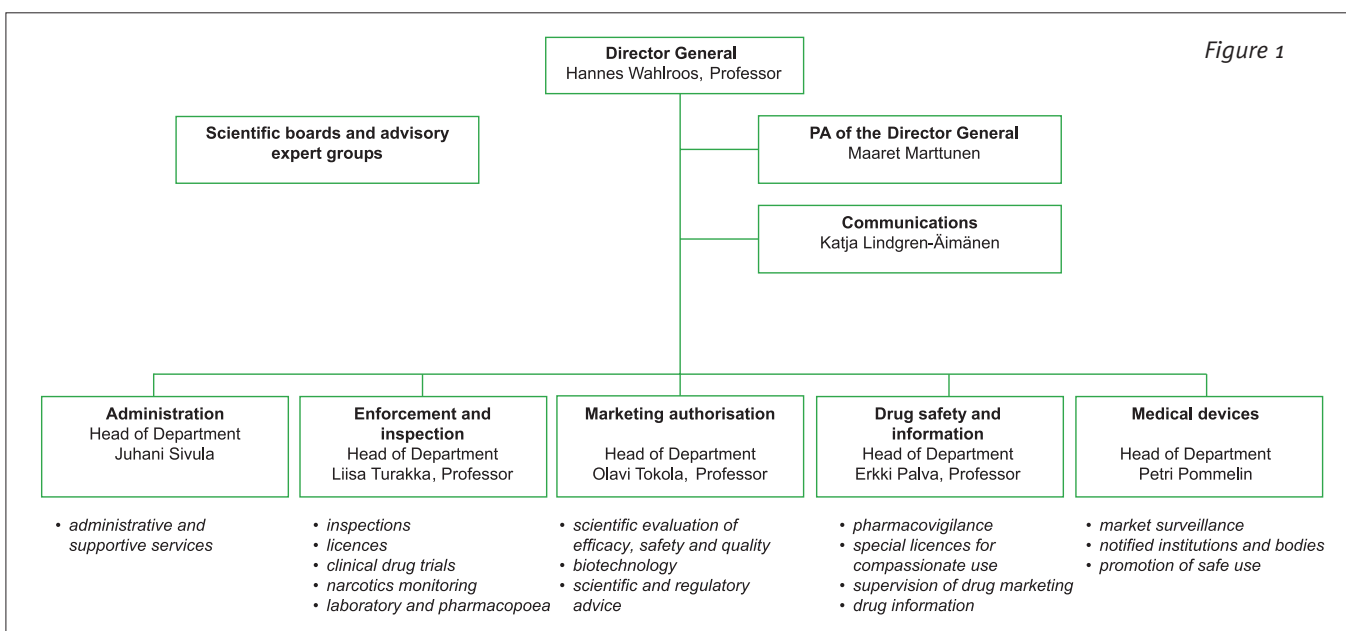 Figure 1
Director General
Hannes Wahlroos, Professor
Scientific boards and advisory
expert groups
PA of the Director General
Maaret Marttunen
Communications
Katja Lindgren-Äimänen
Administration
Head of Department
Juhani Sivula
• administrative and
supportive services
Enforcement and
inspection
Head of Department
Liisa Turakka, Professor
• inspections
• licences
• clinical drug trials
• narcotics monitoring
• laboratory and pharmacopoea
Marketing authorisation
Head of Department
Olavi Tokola, Professor
• scientific evaluation of
efficacy, safety and quality
• biotechnology
• scientific and regulatory
advice
Drug safety and
information
Head of Department
Erkki Palva, Professor
• pharmacovigilance
• special licences for
compassionate use
• supervision of drug marketing
• drug information
Medical devices
Head of Department
Petri Pommelin
• market surveillance
• notified institutions and bodies
• promotion of safe use